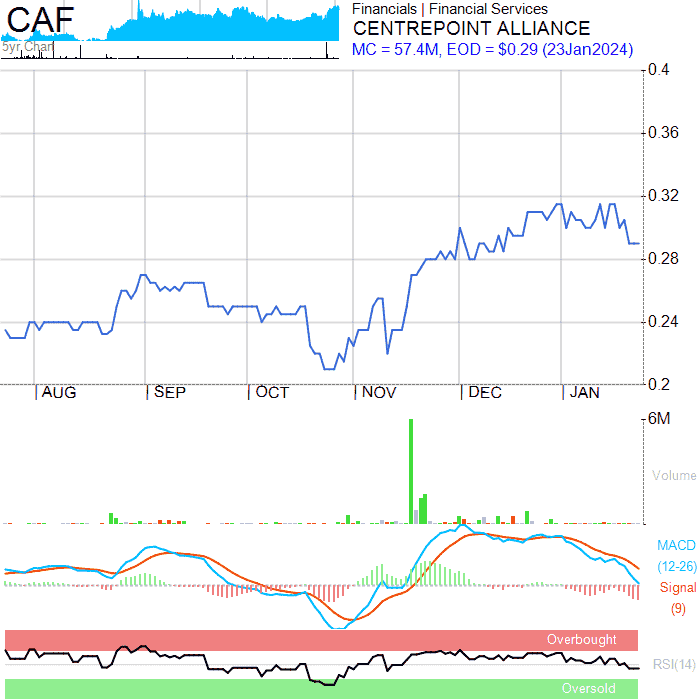 CAF
5yr Chart
Financials | Financial Services
CENTREPOINT ALLIANCE
MC = 57.4M, EOD = $0.29 (23Jan2024)
0.4
0.36
0.32
0.28
0.24
0.2
AUG
SEP
OCT
NOV
DEC
JAN
6M
Volume
MACD
(12-26)
Signal
(9)
Overbought
RSI(14)
Oversold